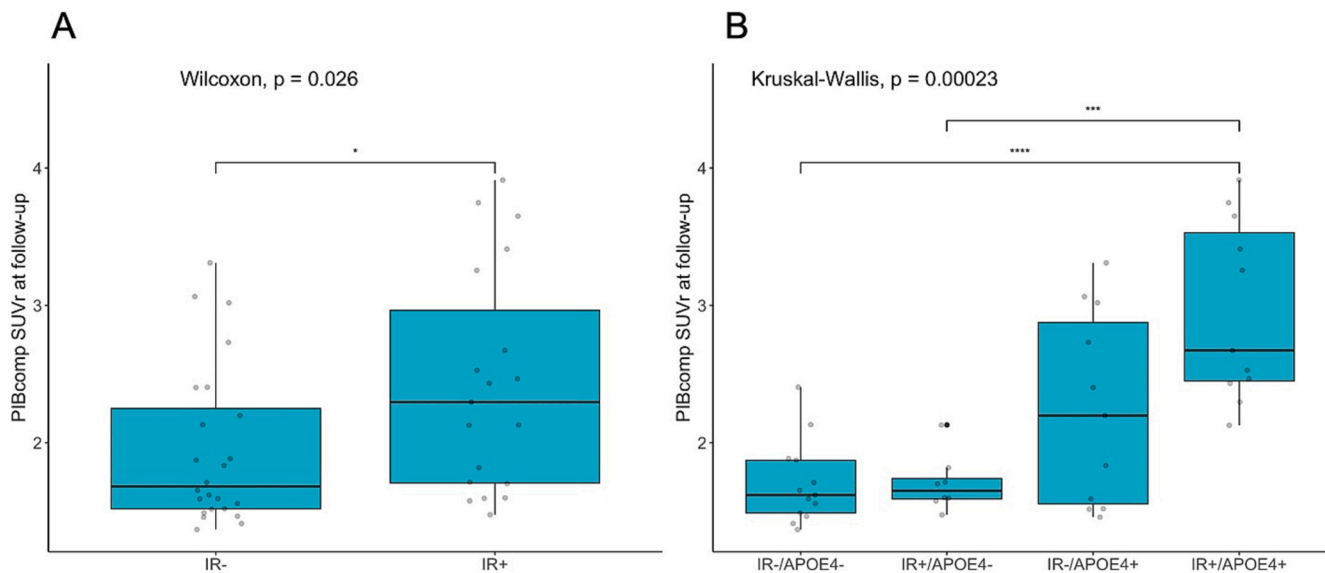 A
Wilcoxon, p = 0.026
*
4
3
2
PIBcomp SUVr at follow-up
IR-
IR+
B
Kruskal-Wallis, p = 0.00023
***
****
4
3
2
PIBcomp SUVr at follow-up
IR-/APOE4-
IR+/APOE4-
IR-/APOE4+
IR+/APOE4+